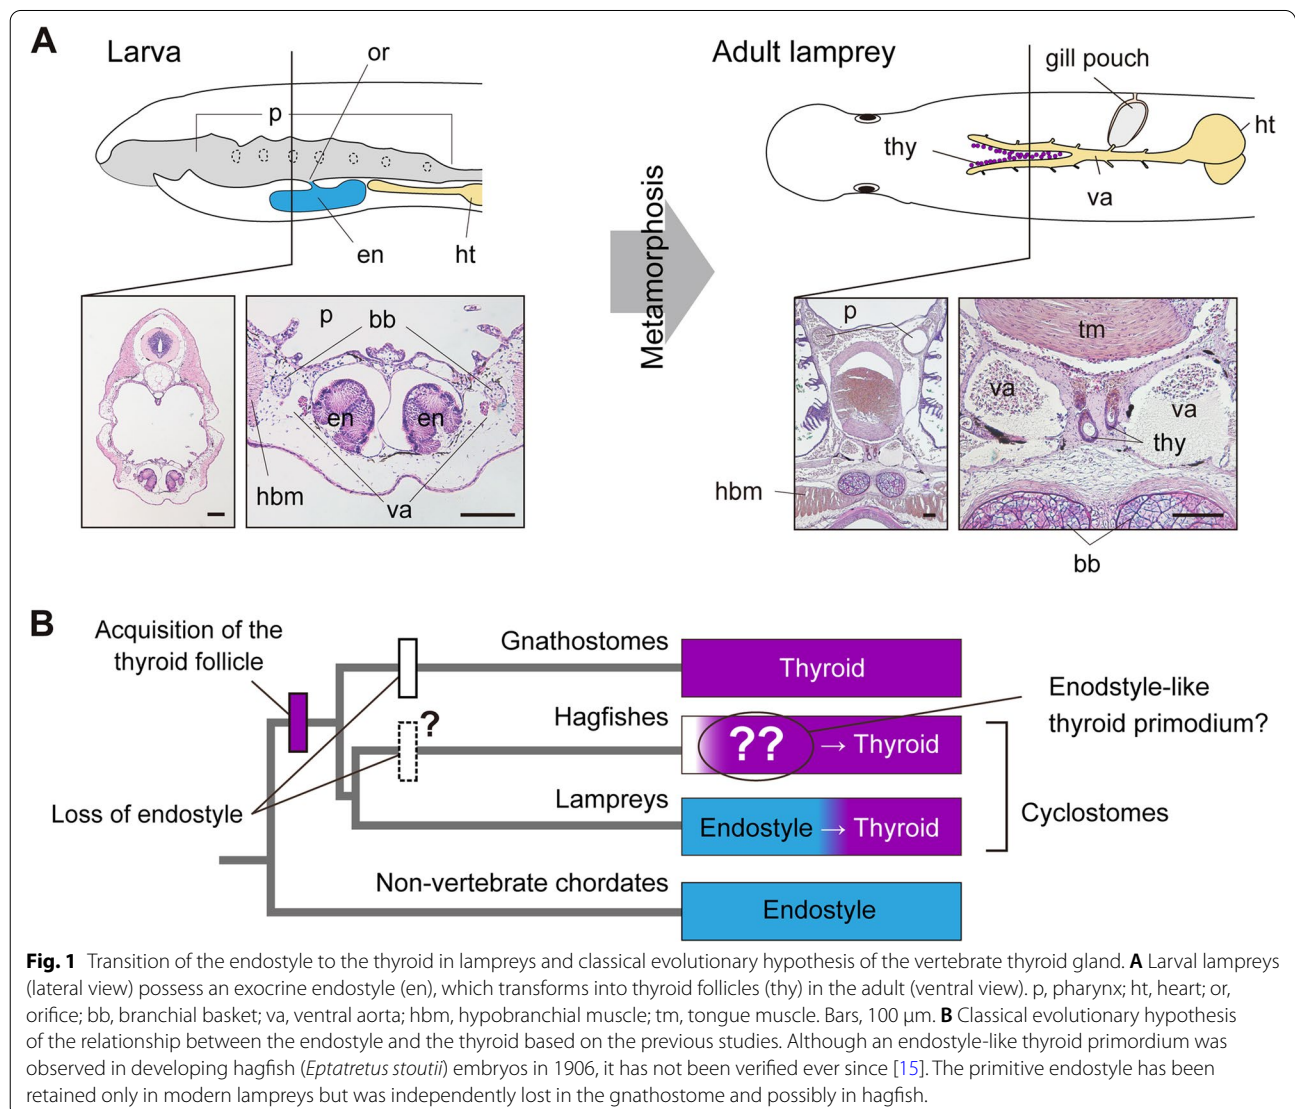 A
Larva
or
p
en
ht
Metamorphosis
Adult lamprey
gill pouch
thy
ht
va
p
bb
en
en
hbm
va
p
hbm
tm
va
va
thy
bb
B
Acquisition of the
thyroid follicle
Loss of endostyle
?
Gnathostomes
Thyroid
Hagfishes
?? → Thyroid
Enodstyle-like
thyroid primodium?
Lampreys
Endostyle → Thyroid
Cyclostomes
Non-vertebrate chordates
Endostyle
Fig. 1 Transition of the endostyle to the thyroid in lampreys and classical evolutionary hypothesis of the vertebrate thyroid gland. A Larval lampreys
(lateral view) possess an exocrine endostyle (en), which transforms into thyroid follicles (thy) in the adult (ventral view). p, pharynx; ht, heart; or,
orifice; bb, branchial basket; va, ventral aorta; hbm, hypobranchial muscle; tm, tongue muscle. Bars, 100 µm. B Classical evolutionary hypothesis
of the relationship between the endostyle and the thyroid based on the previous studies. Although an endostyle-like thyroid primordium was
observed in developing hagfish (Eptatretus stoutii) embryos in 1906, it has not been verified ever since [15]. The primitive endostyle has been
retained only in modern lampreys but was independently lost in the gnathostome and possibly in hagfish.